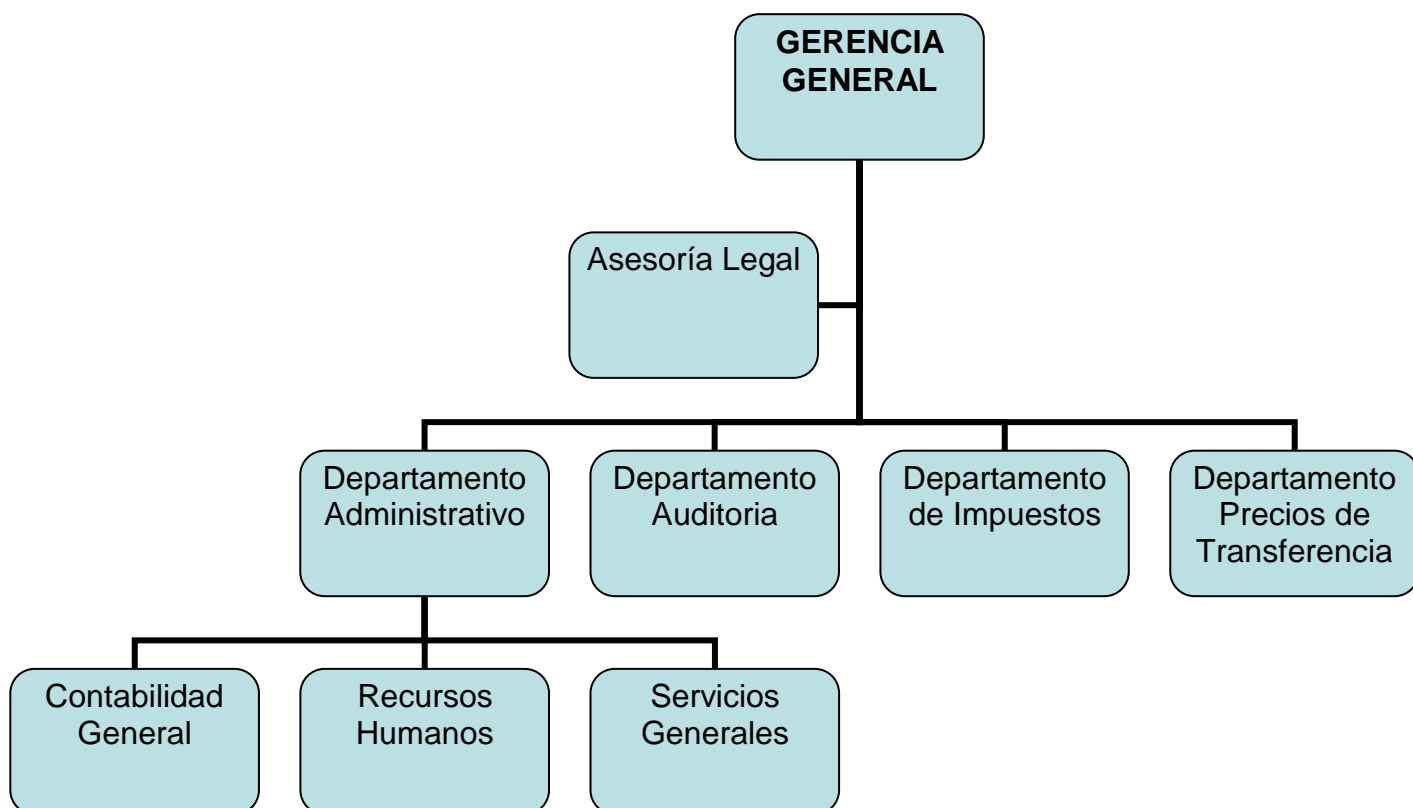 GERENCIA
GENERAL
Asesoría Legal
Departamento
Administrativo
Departamento
Auditoria
Departamento
de Impuestos
Departamento
Precios de
Transferencia
Contabilidad
General
Recursos
Humanos
Servicios
Generales